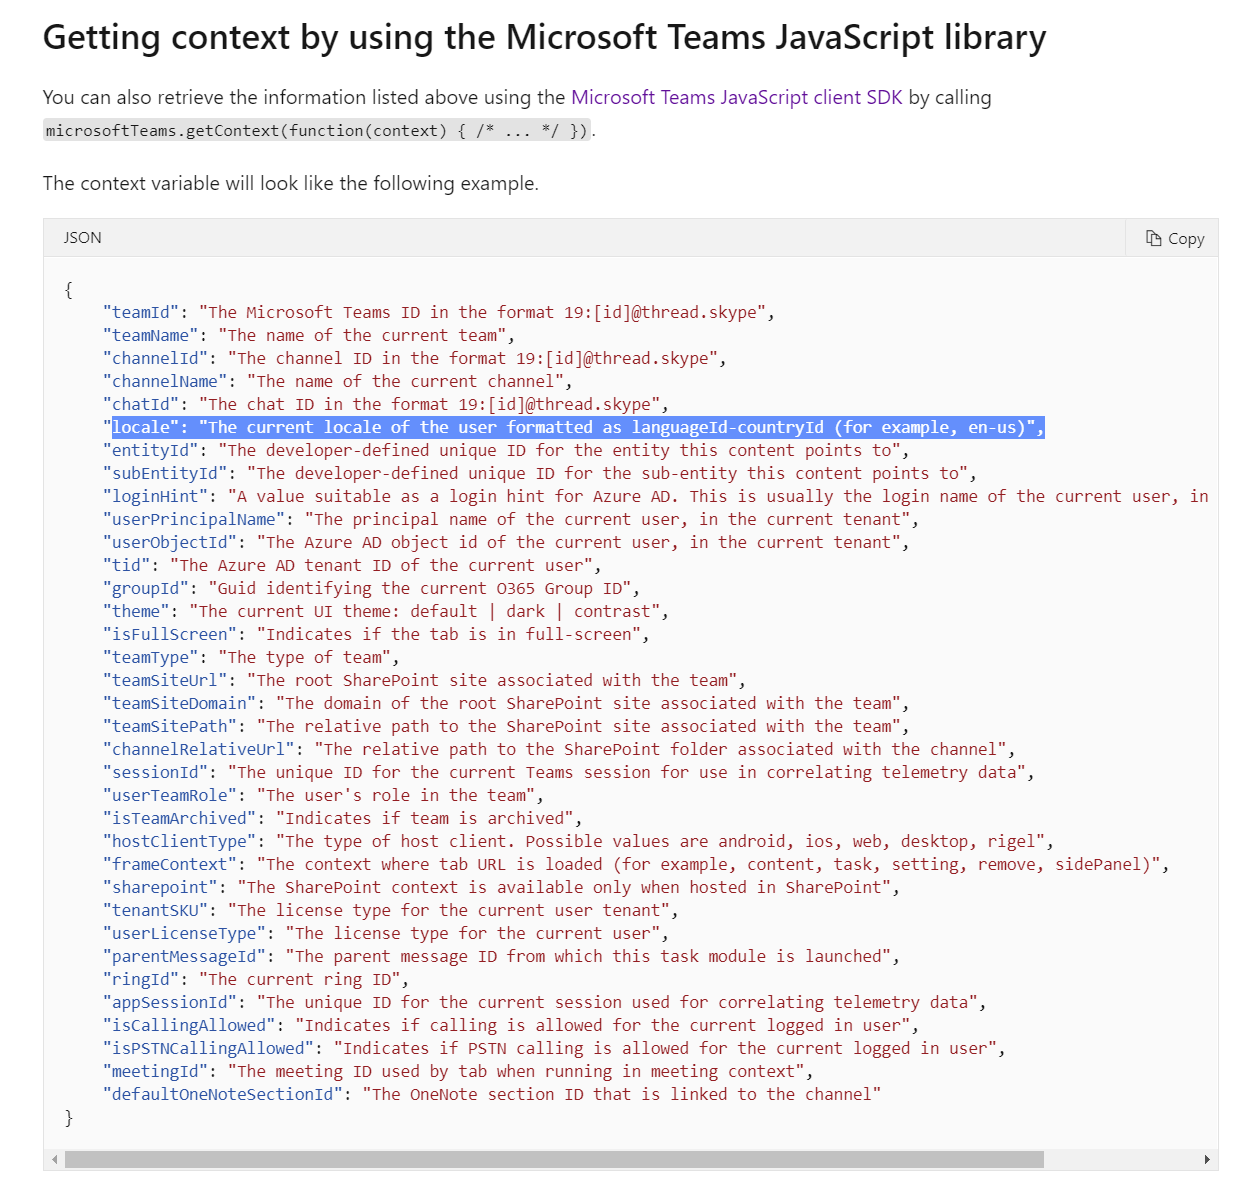 Getting context by using the Microsoft Teams JavaScript library
You can also retrieve the information listed above using the Microsoft Teams JavaScript client SDK by calling
microsoftTeams.getContext(function(context) { /* ... */ }).
The context variable will look like the following example.
JSON
Copy
{
    "teamId": "The Microsoft Teams ID in the format 19:[id]@thread.skype",
    "teamName": "The name of the current team",
    "channelId": "The channel ID in the format 19:[id]@thread.skype",
    "channelName": "The name of the current channel",
    "chatId": "The chat ID in the format 19:[id]@thread.skype",
    "locale": "The current locale of the user formatted as languageId-countryId (for example, en-us)",
    "entityId": "The developer-defined unique ID for the entity this content points to",
    "subEntityId": "The developer-defined unique ID for the sub-entity this content points to",
    "loginHint": "A value suitable as a login hint for Azure AD. This is usually the login name of the current user, in
    "userPrincipalName": "The principal name of the current user, in the current tenant",
    "userObjectId": "The Azure AD object id of the current user, in the current tenant",
    "tid": "The Azure AD tenant ID of the current user",
    "groupId": "Guid identifying the current O365 Group ID",
    "theme": "The current UI theme: default | dark | contrast",
    "isFullScreen": "Indicates if the tab is in full-screen",
    "teamType": "The type of team",
    "teamSiteUrl": "The root SharePoint site associated with the team",
    "teamSiteDomain": "The domain of the root SharePoint site associated with the team",
    "teamSitePath": "The relative path to the SharePoint site associated with the team",
    "channelRelativeUrl": "The relative path to the SharePoint folder associated with the channel",
    "sessionId": "The unique ID for the current Teams session for use in correlating telemetry data",
    "userTeamRole": "The user's role in the team",
    "isTeamArchived": "Indicates if team is archived",
    "hostClientType": "The type of host client. Possible values are android, ios, web, desktop, rigel",
    "frameContext": "The context where tab URL is loaded (for example, content, task, setting, remove, sidePanel)",
    "sharepoint": "The SharePoint context is available only when hosted in SharePoint",
    "tenantSKU": "The license type for the current user tenant",
    "userLicenseType": "The license type for the current user",
    "parentMessageId": "The parent message ID from which this task module is launched",
    "ringId": "The current ring ID",
    "appSessionId": "The unique ID for the current session used for correlating telemetry data",
    "isCallingAllowed": "Indicates if calling is allowed for the current logged in user",
    "isPSTNCallingAllowed": "Indicates if PSTN calling is allowed for the current logged in user",
    "meetingId": "The meeting ID used by tab when running in meeting context",
    "defaultOneNoteSectionId": "The OneNote section ID that is linked to the channel"
}